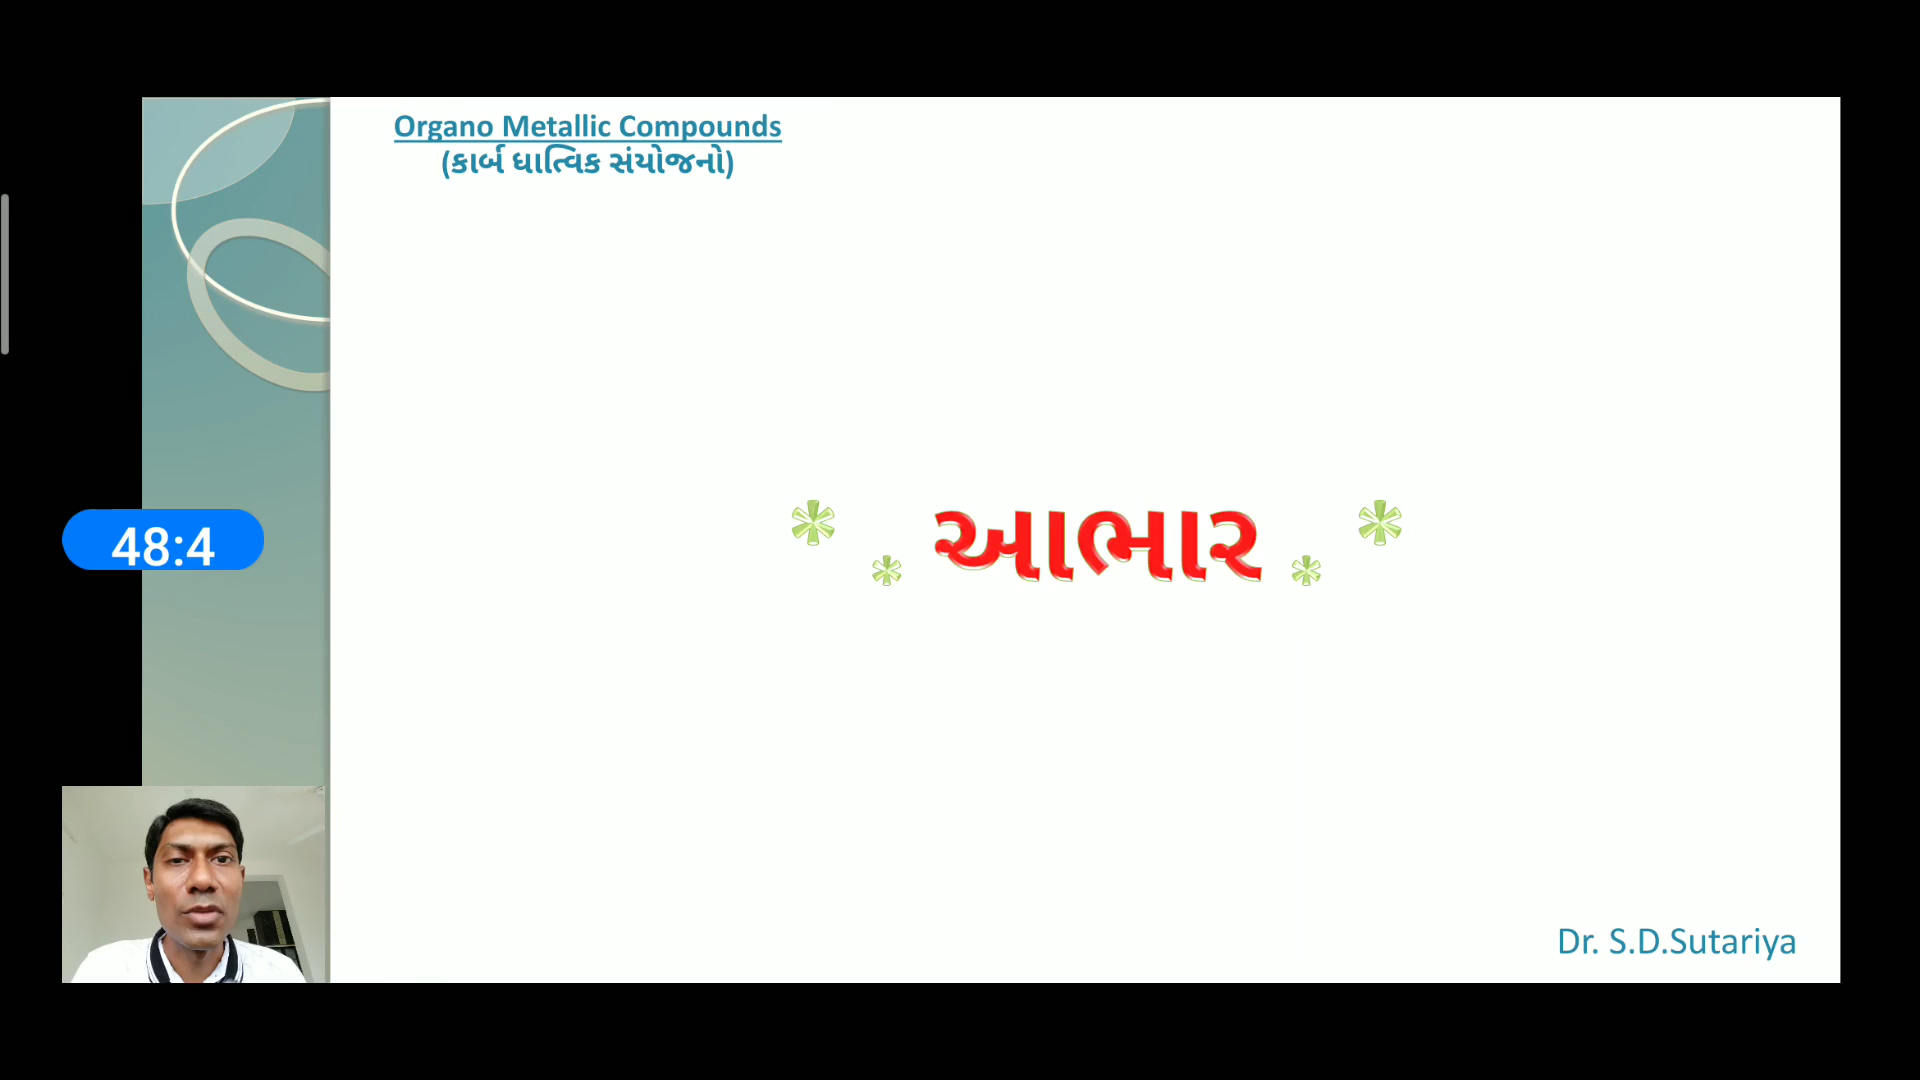 Organo Metallic Compounds
(કાર્બ ધાત્વિક સંયોજનો)
આભાર
48:4
Dr. S.D.Sutariya